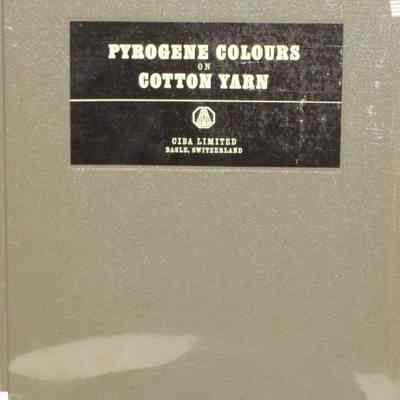 PYROGENE COLOURS
ON
COTTON YARN
CIBA LIMITED
BASLE, SWITZERLAND